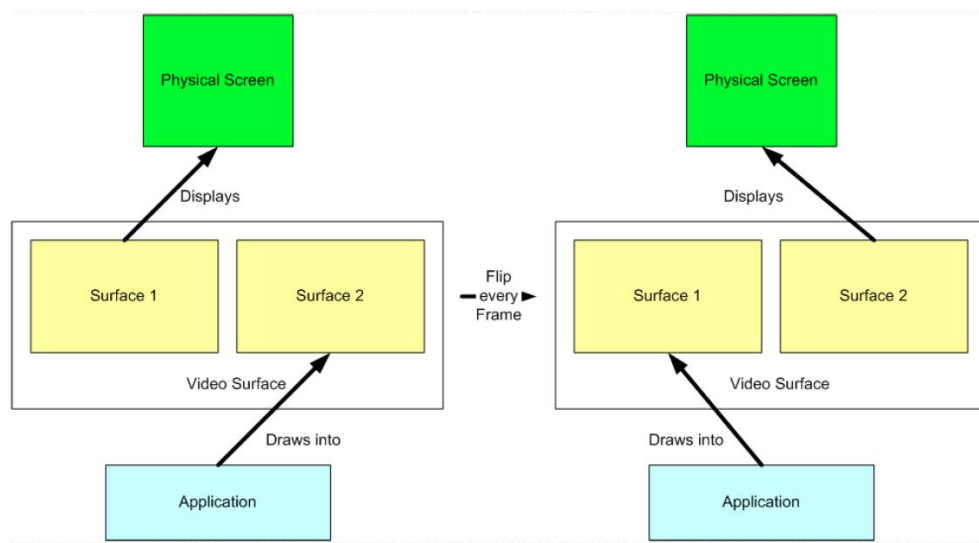 Physical Screen
Physical Screen
Displays
Displays
Surface 1
Surface 2
Flip
every
Frame
Surface 1
Surface 2
Video Surface
Video Surface
Draws into
Draws into
Application
Application